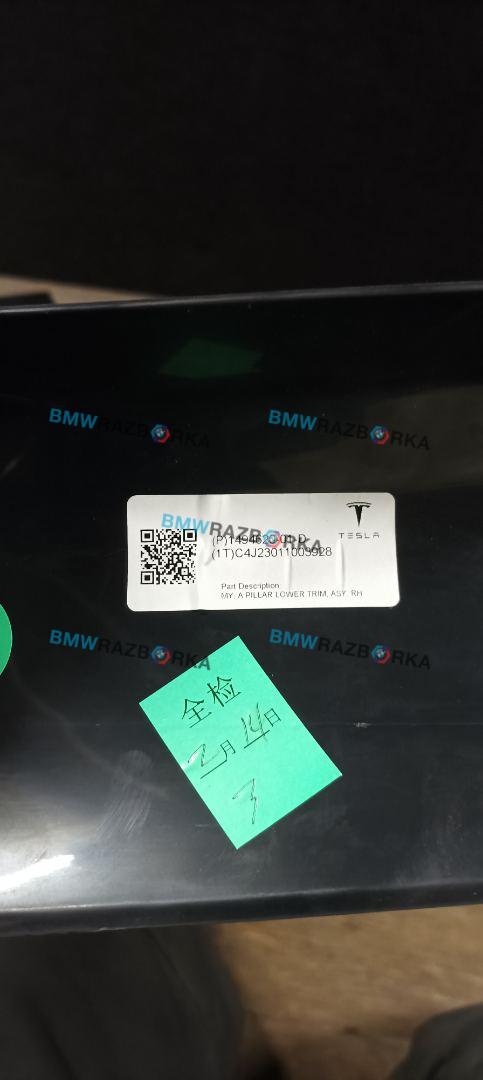 BMWRAZBORKA
BMWRAZBORKA
BMWRAZBORKA
TESLA
(P)1494620-01-D
(1T)C4J23011003928
Part Description
MY, A PILLAR LOWER TRIM, ASY, RH
BMWRAZBORKA
BMWRAZBORKA
全检
2月14日
3